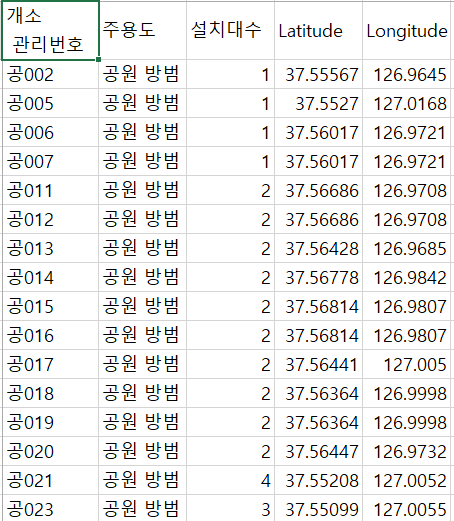 개소
관리번호 주용도 설치대수 Latitude Longitude
공002 공원 방범 1 37.55567 126.9645
공005 공원 방범 1 37.5527 127.0168
공006 공원 방범 1 37.56017 126.9721
공007 공원 방범 1 37.56017 126.9721
공011 공원 방범 2 37.56686 126.9708
공012 공원 방범 2 37.56686 126.9708
공013 공원 방범 2 37.56428 126.9685
공014 공원 방범 2 37.56778 126.9842
공015 공원 방범 2 37.56814 126.9807
공016 공원 방범 2 37.56814 126.9807
공017 공원 방범 2 37.56441 127.005
공018 공원 방범 2 37.56364 126.9998
공019 공원 방범 2 37.56364 126.9998
공020 공원 방범 2 37.56447 126.9732
공021 공원 방범 4 37.55208 127.0052
공023 공원 방범 3 37.55099 127.0055